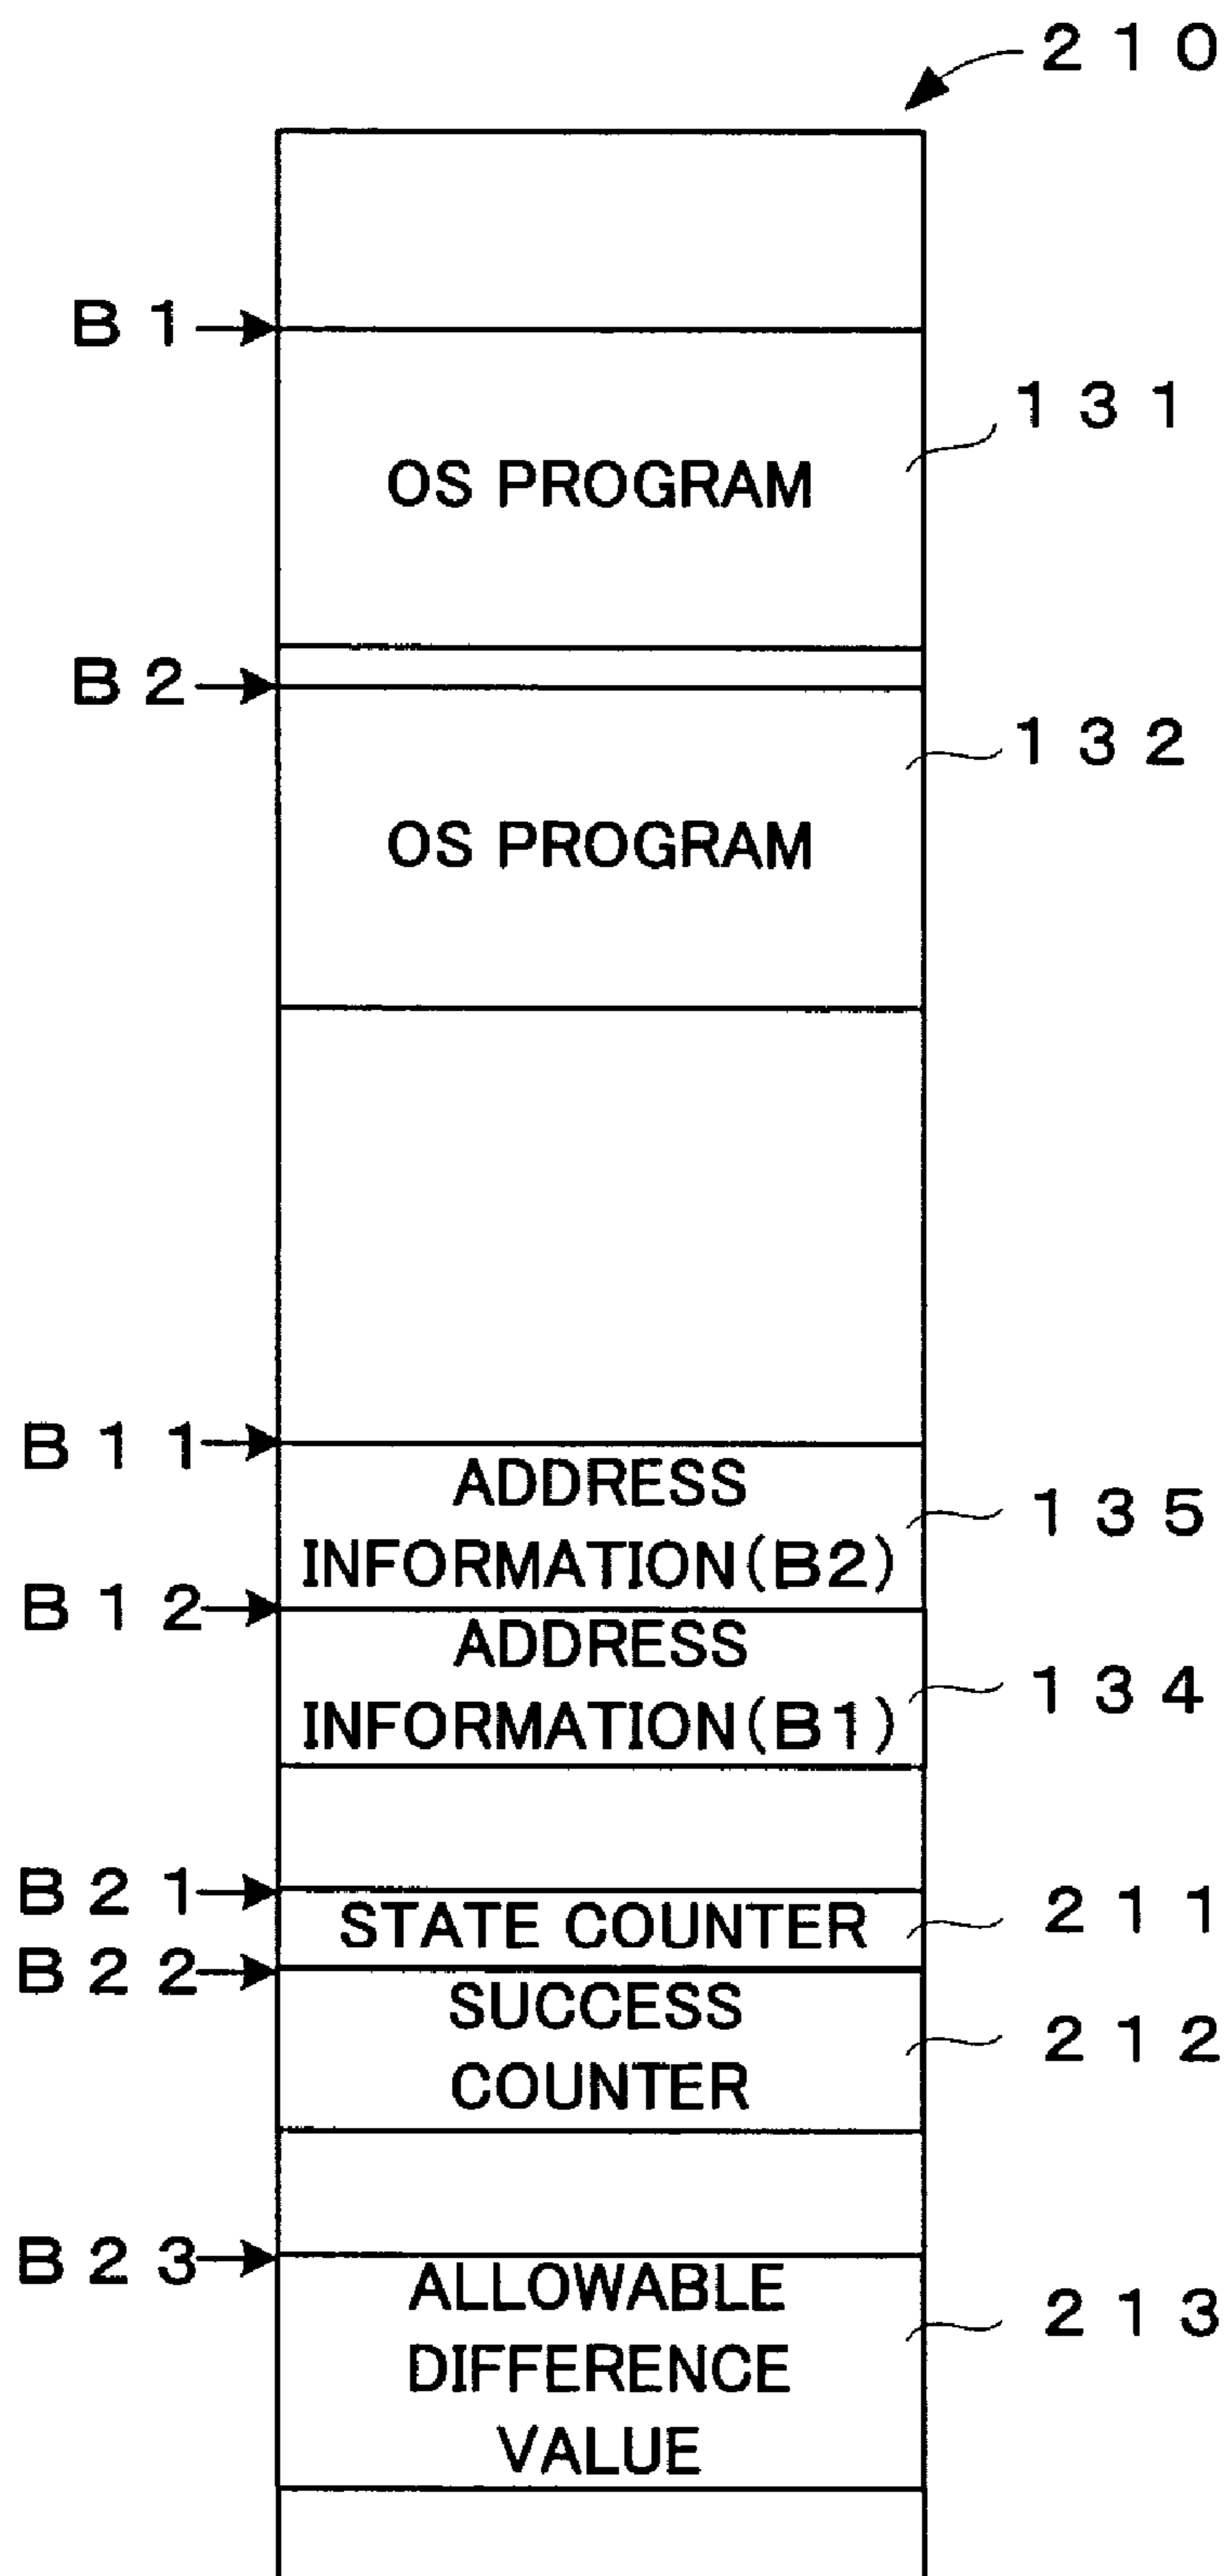 210
B1
131
OS PROGRAM
B2
132
OS PROGRAM
B11
ADDRESS
INFORMATION(B2)
135
B12
ADDRESS
INFORMATION(B1)
134
B21
STATE COUNTER
211
B22
SUCCESS
COUNTER
212
B23
ALLOWABLE
DIFFERENCE
VALUE
213